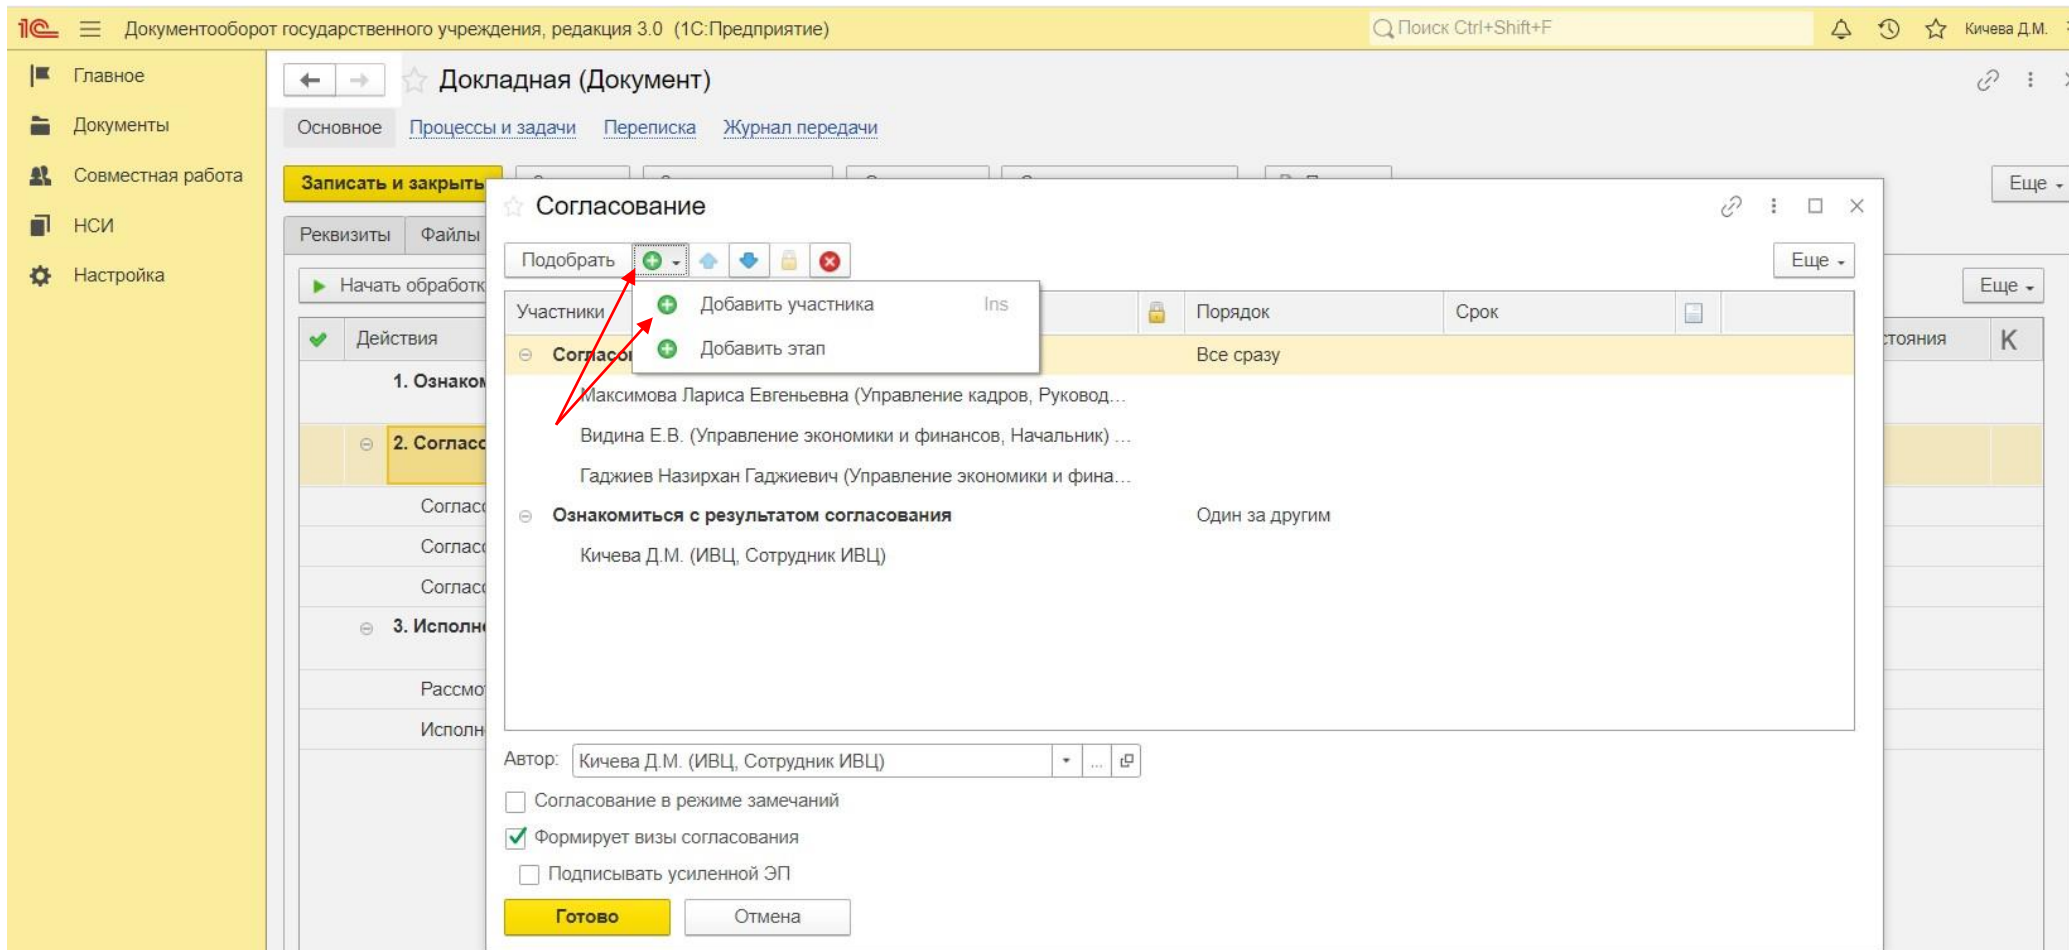 1С Документооборот государственного учреждения, редакция 3.0 (1С:Предприятие) Поиск Ctrl+Shift+F Кичева Д.М.
Главное
Документы
Совместная работа
НСИ
Настройка
Докладная (Документ)
Основное Процессы и задачи Переписка Журнал передачи
Записать и закрыть Еще
Реквизиты Файлы
Начать обработк Еще
Действия стояния К
1. Ознаком
2. Согласо
Согласо
Согласо
Согласо
3. Исполне
Рассмо
Исполн
Согласование
Подобрать Еще
Участники Порядок Срок
Добавить участника Ins
Добавить этап
Согласо Все сразу
Максимова Лариса Евгеньевна (Управление кадров, Руковод...
Видина Е.В. (Управление экономики и финансов, Начальник) ...
Гаджиев Назирхан Гаджиевич (Управление экономики и фина...
Ознакомиться с результатом согласования Один за другим
Кичева Д.М. (ИВЦ, Сотрудник ИВЦ)
Автор: Кичева Д.М. (ИВЦ, Сотрудник ИВЦ) ...
Согласование в режиме замечаний
Формирует визы согласования
Подписывать усиленной ЭП
Готово Отмена